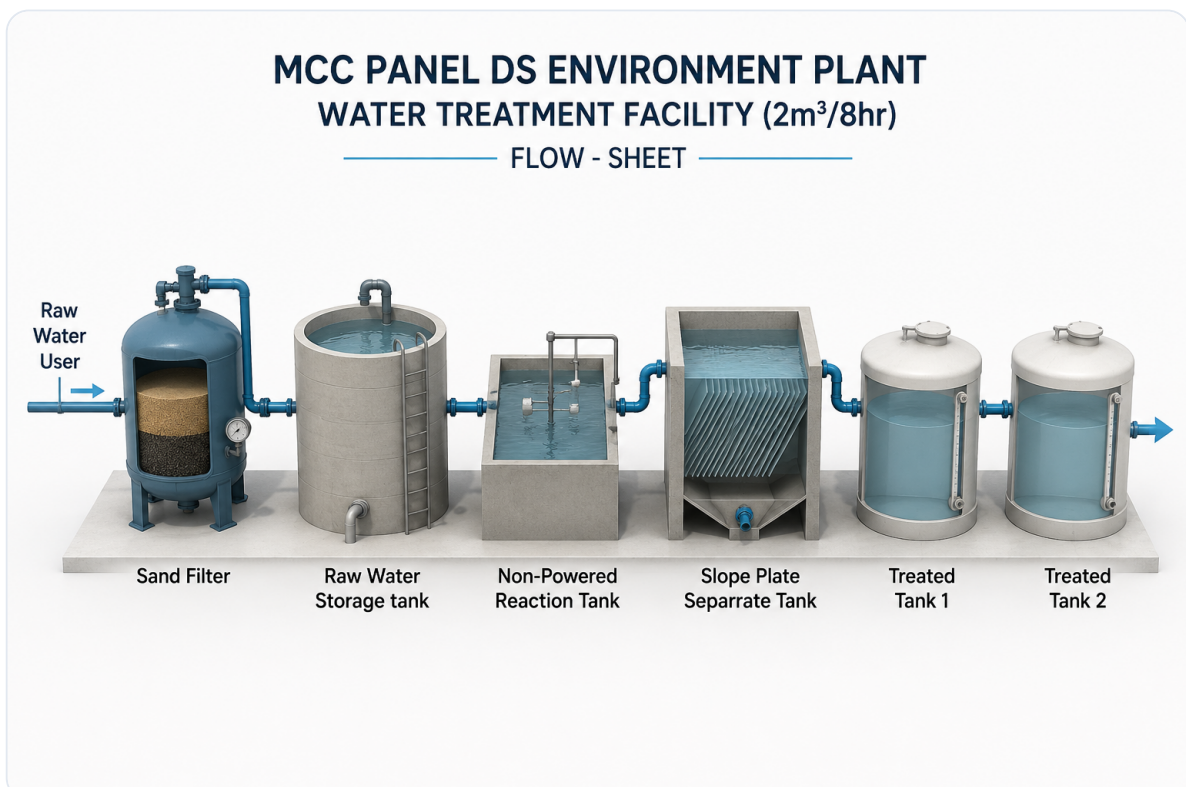 MCC PANEL DS ENVIRONMENT PLANT
WATER TREATMENT FACILITY (2m³/8hr)
FLOW - SHEET
Raw
Water
User
Sand Filter
Raw Water
Storage tank
Non-Powered
Reaction Tank
Slope Plate
Separrate Tank
Treated
Tank 1
Treated
Tank 2